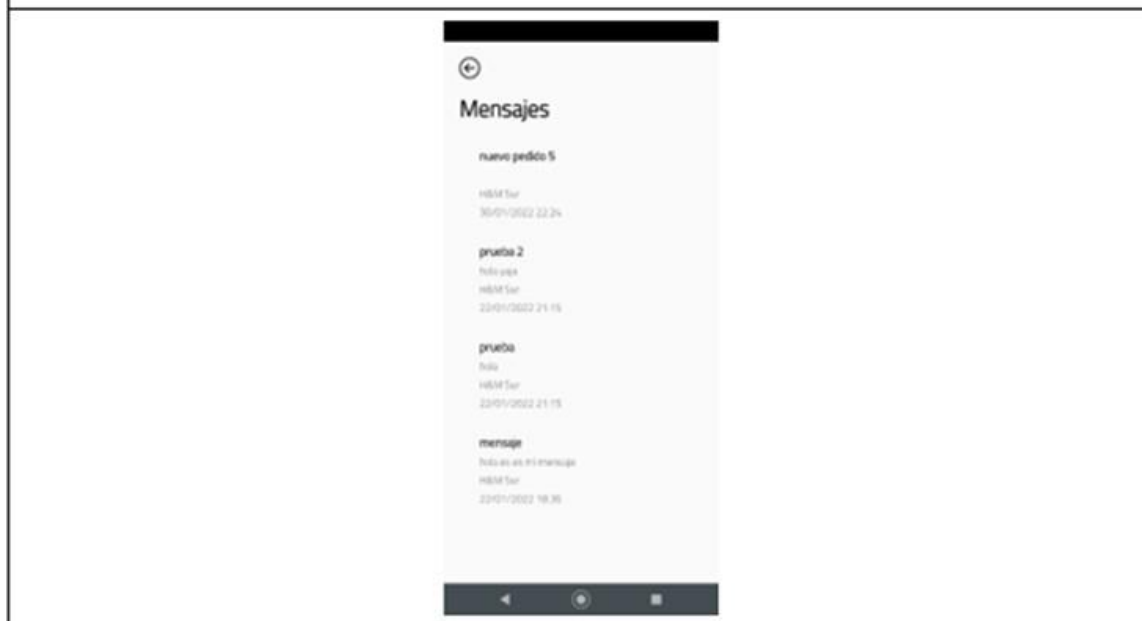 Mensajes
nuevo pedido 5
H&M Sur
30/01/2022 22:24
prueba 2
hola
H&M Sur
22/01/2022 21:15
prueba
hola
H&M Sur
22/01/2022 21:15
mensaje
hola es mi mensaje
H&M Sur
22/01/2022 18:36